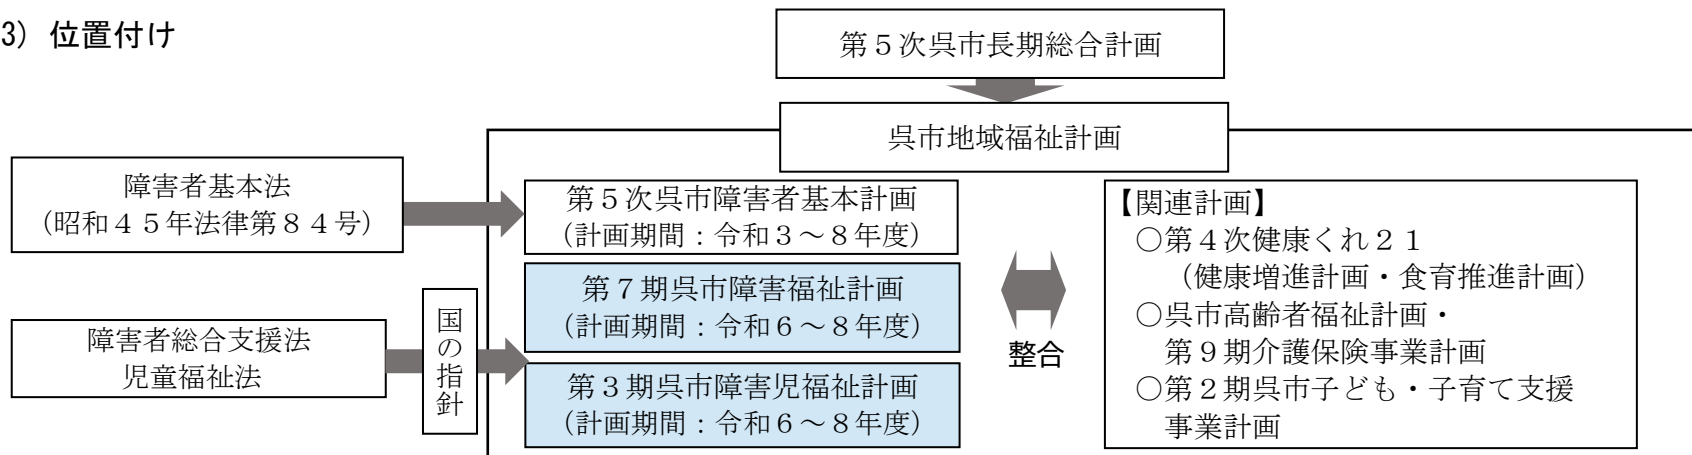 3) 位置付け
第５次呉市長期総合計画
呉市地域福祉計画
障害者基本法
（昭和４５年法律第８４号）
障害者総合支援法
児童福祉法
国の指針
第５次呉市障害者基本計画
（計画期間：令和３～８年度）
第７期呉市障害福祉計画
（計画期間：令和６～８年度）
第３期呉市障害児福祉計画
（計画期間：令和６～８年度）
整合
【関連計画】
○第４次健康くれ２１
（健康増進計画・食育推進計画）
○呉市高齢者福祉計画・
第９期介護保険事業計画
○第２期呉市子ども・子育て支援
事業計画